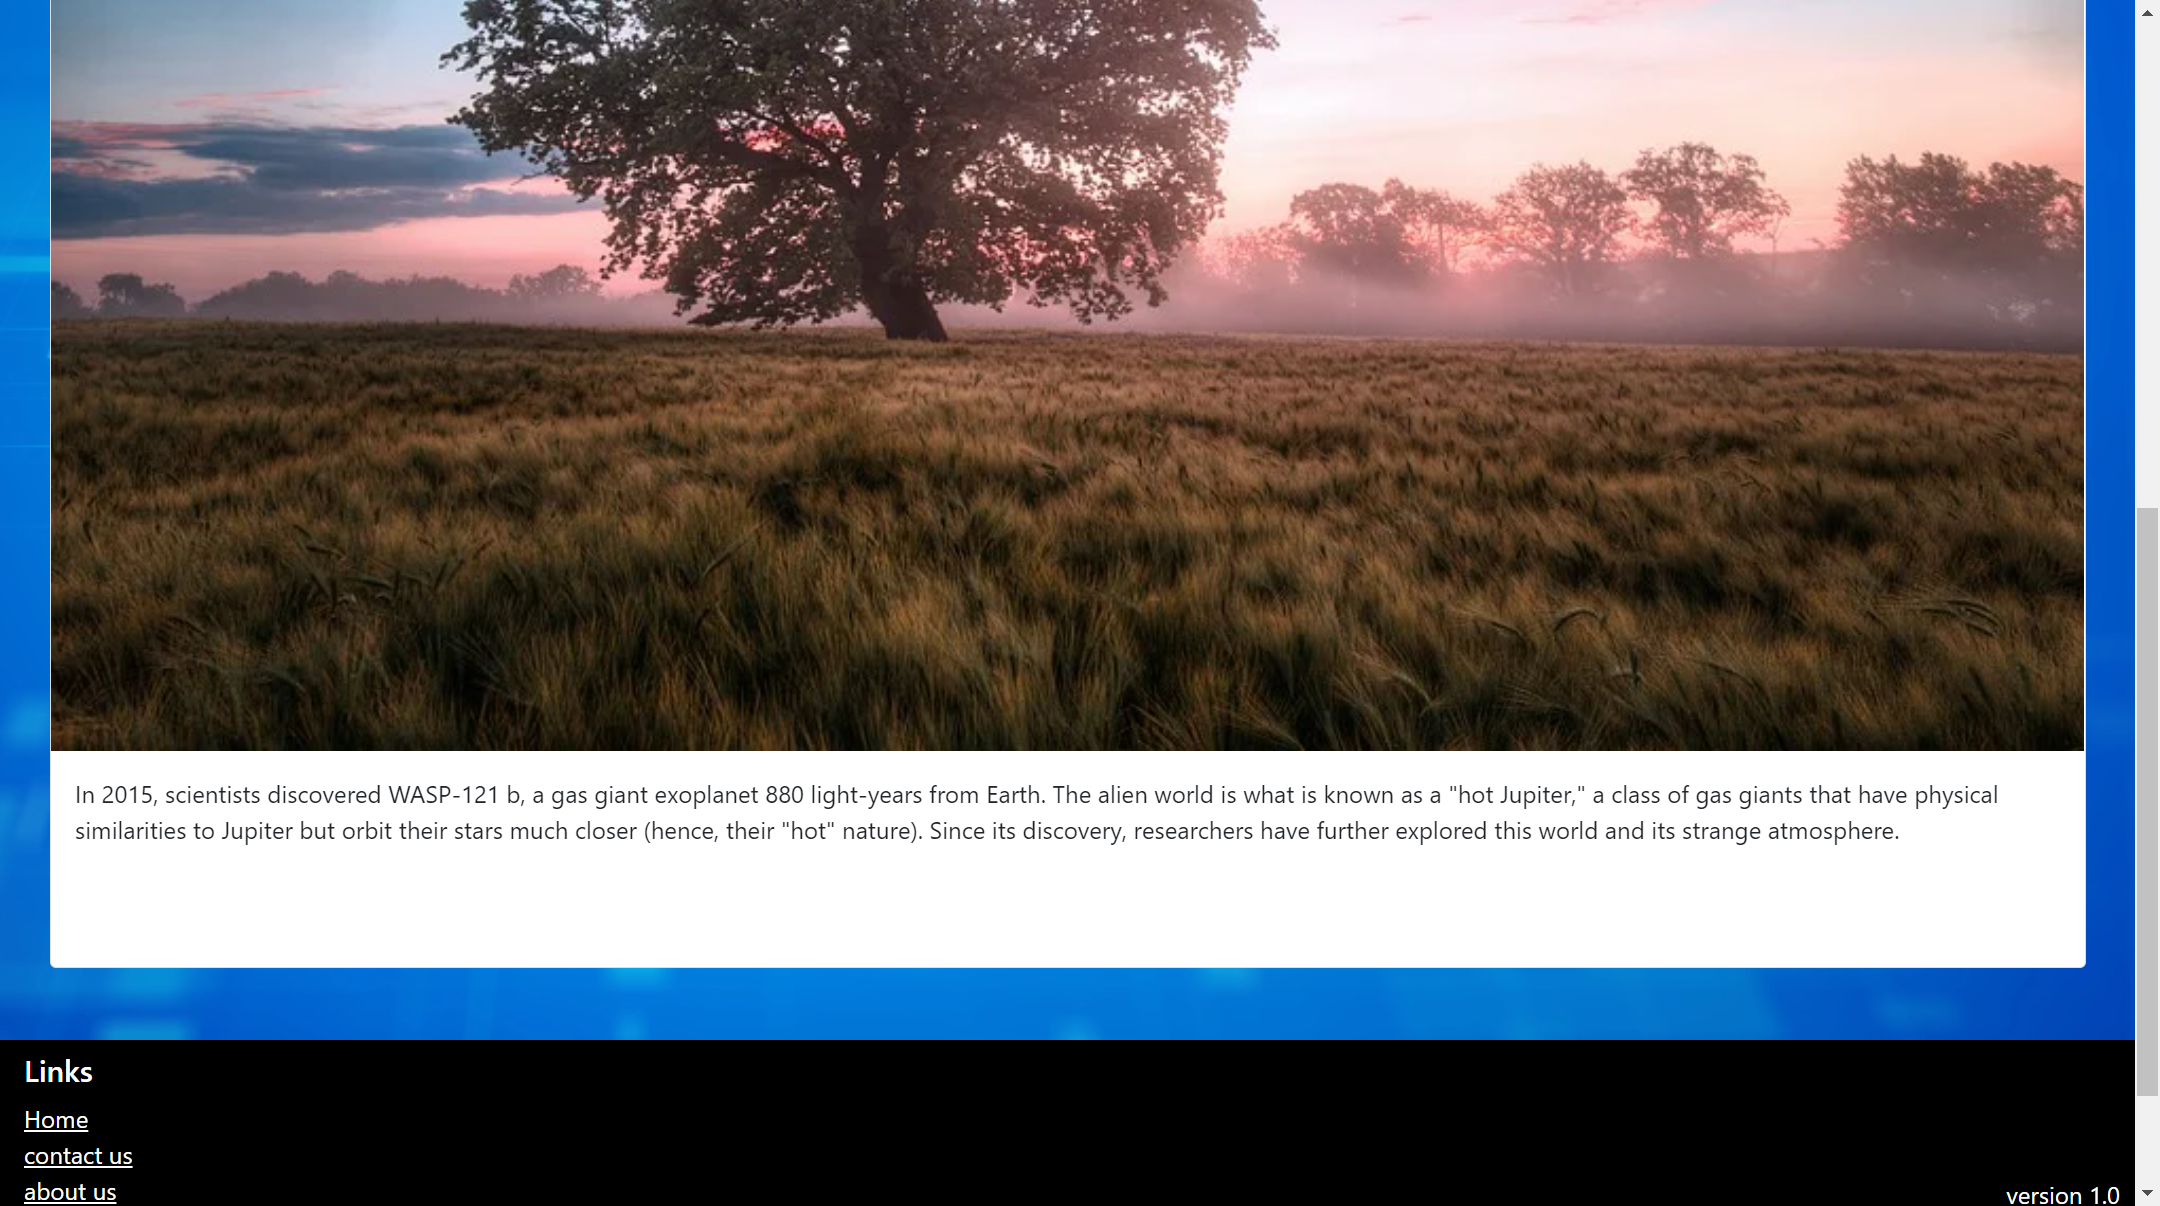 In 2015, scientists discovered WASP-121 b, a gas giant exoplanet 880 light-years from Earth. The alien world is what is known as a "hot Jupiter," a class of gas giants that have physical
similarities to Jupiter but orbit their stars much closer (hence, their "hot" nature). Since its discovery, researchers have further explored this world and its strange atmosphere.
Links
Home
contact us
about us
version 1.0